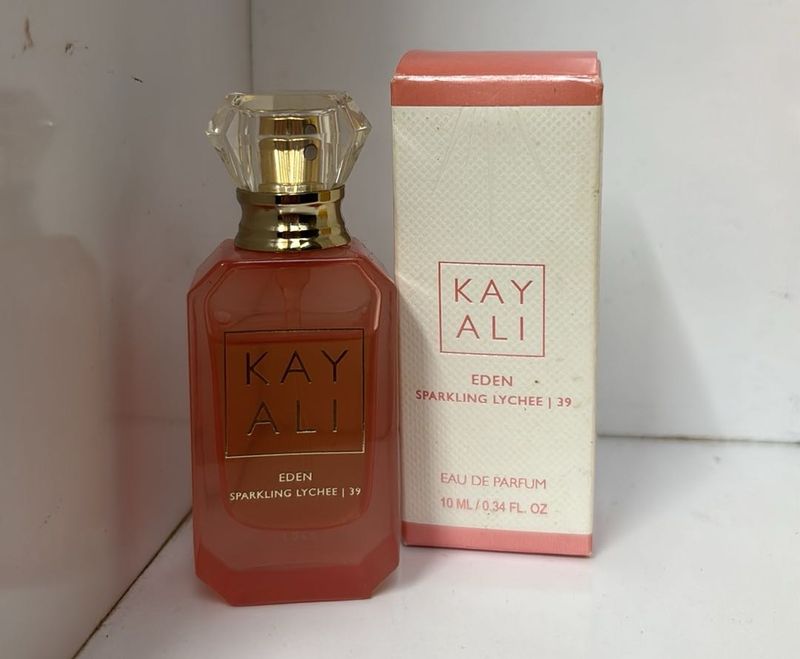 KAY
ALI
EDEN
SPARKLING LYCHEE | 39
KAY
ALI
EDEN
SPARKLING LYCHEE | 39
EAU DE PARFUM
10 ML / 0.34 FL. OZ